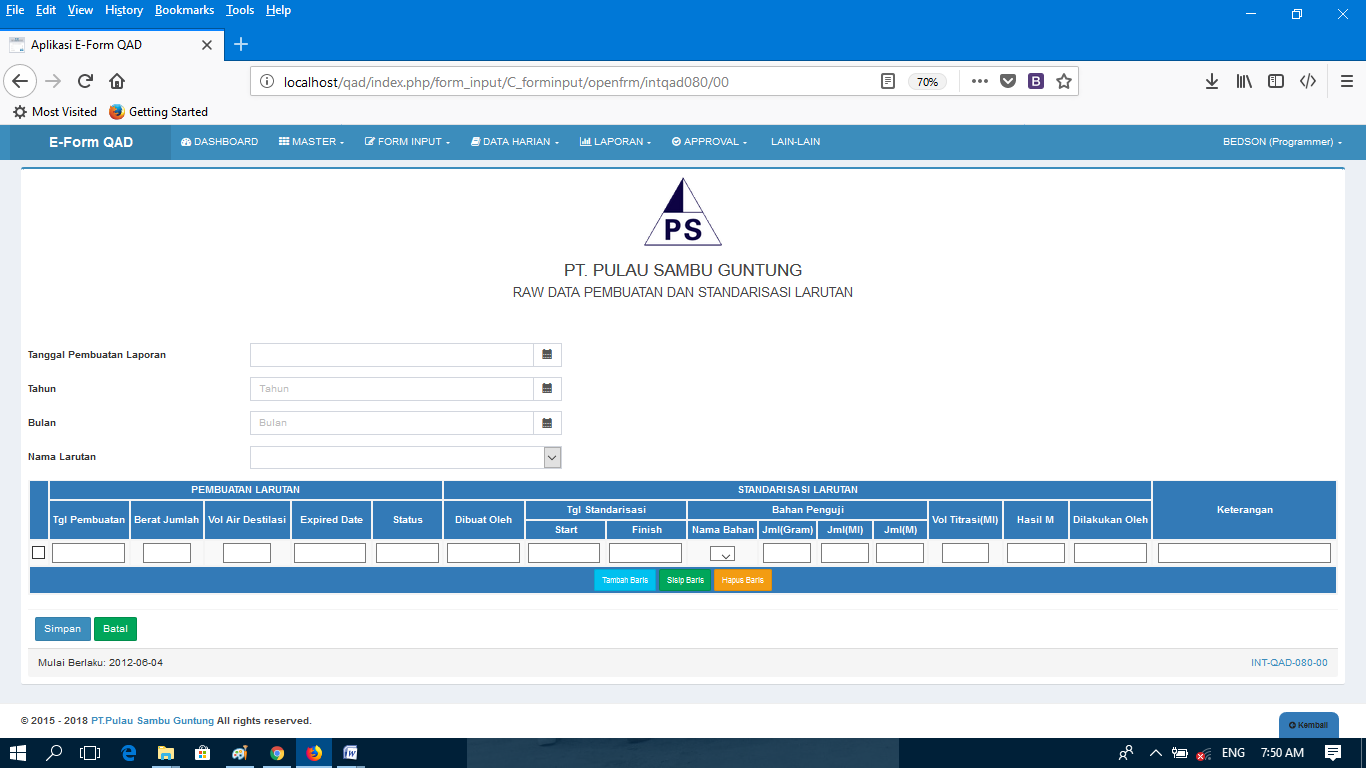 File Edit View History Bookmarks Tools Help
Aplikasi E-Form QAD
localhost/qad/index.php/form_input/C_forminput/openfrm/intqad080/00
70%
Most Visited Getting Started
E-Form QAD DASHBOARD MASTER FORM INPUT DATA HARIAN LAPORAN APPROVAL LAIN-LAIN BEDSON (Programmer)
PS
PT. PULAU SAMBU GUNTUNG
RAW DATA PEMBUATAN DAN STANDARISASI LARUTAN
Tanggal Pembuatan Laporan
Tahun Tahun
Bulan Bulan
Nama Larutan
PEMBUATAN LARUTAN STANDARISASI LARUTAN Keterangan
Tgl Pembuatan Berat Jumlah Vol Air Destilasi Expired Date Status Dibuat Oleh Tgl Standarisasi Bahan Penguji Vol Titrasi(Ml) Hasil M Dilakukan Oleh
Start Finish Nama Bahan Jml(Gram) Jml(Ml) Jml(M)
Tambah Baris Sisip Baris Hapus Baris
Simpan Batal
Mulai Berlaku: 2012-06-04 INT-QAD-080-00
© 2015 - 2018 PT.Pulau Sambu Guntung All rights reserved.
Kembali
ENG 7:50 AM